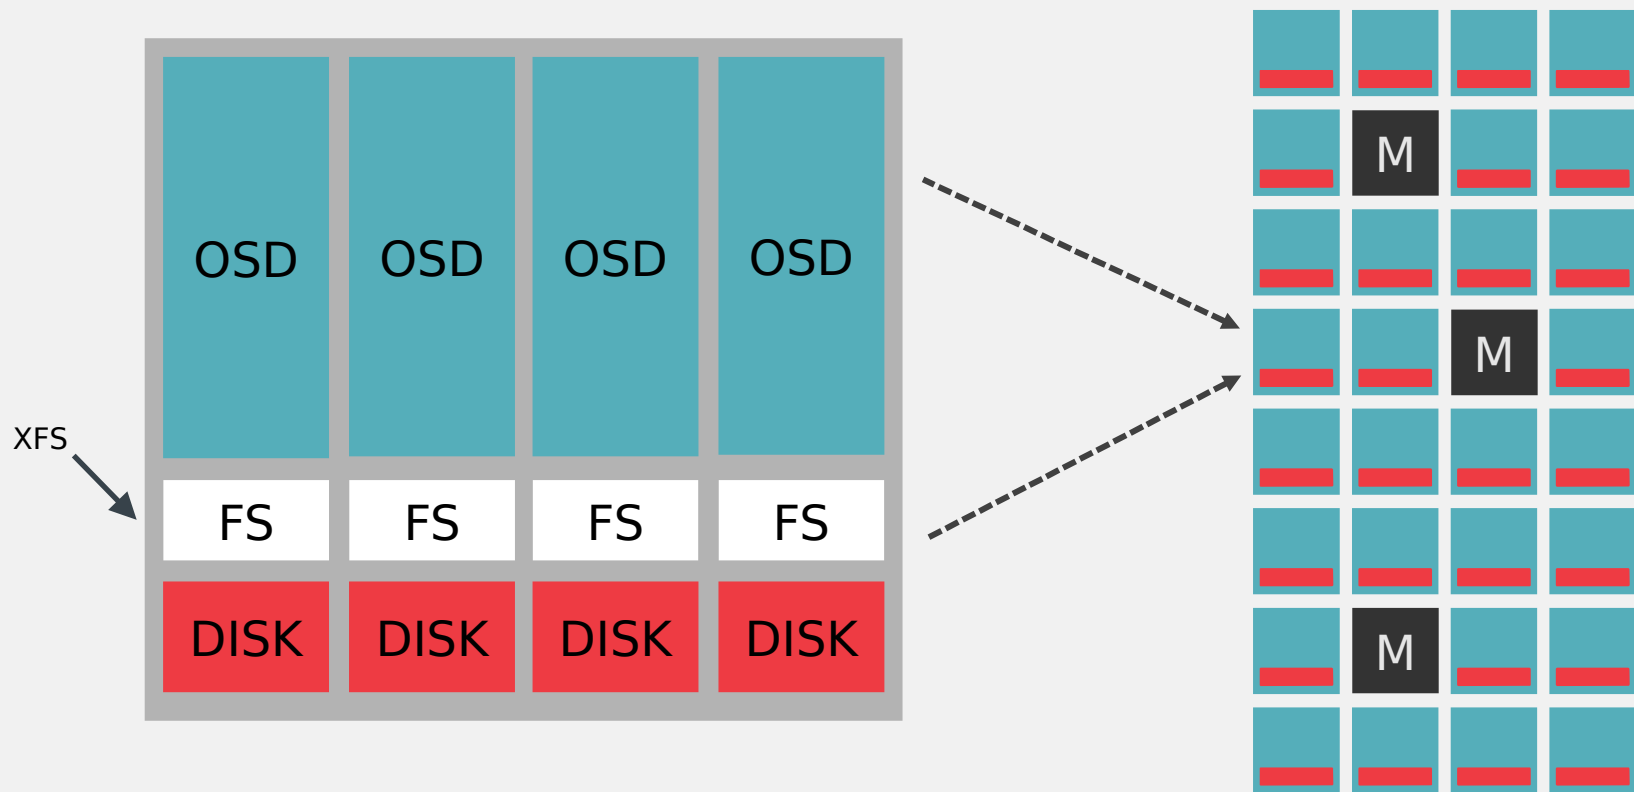 OSD OSD OSD OSD
XFS
FS FS FS FS
DISK DISK DISK DISK
M
M
M